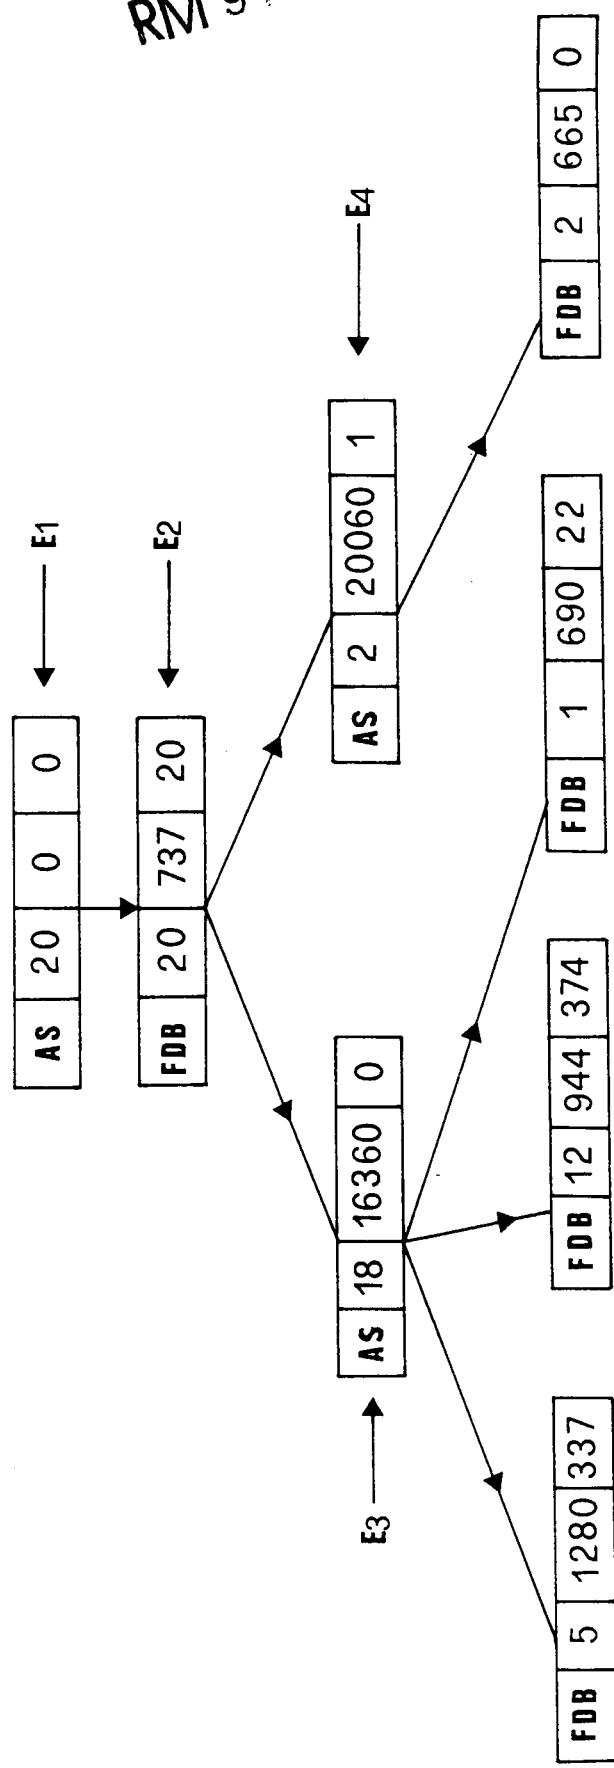 RM
AS 20 0 0
E1
FDB 20 737 20
E2
AS 18 16360 0
E3
AS 2 20060 1
E4
FDB 5 1280 337
FDB 12 944 374
FDB 1 690 22
FDB 2 665 0